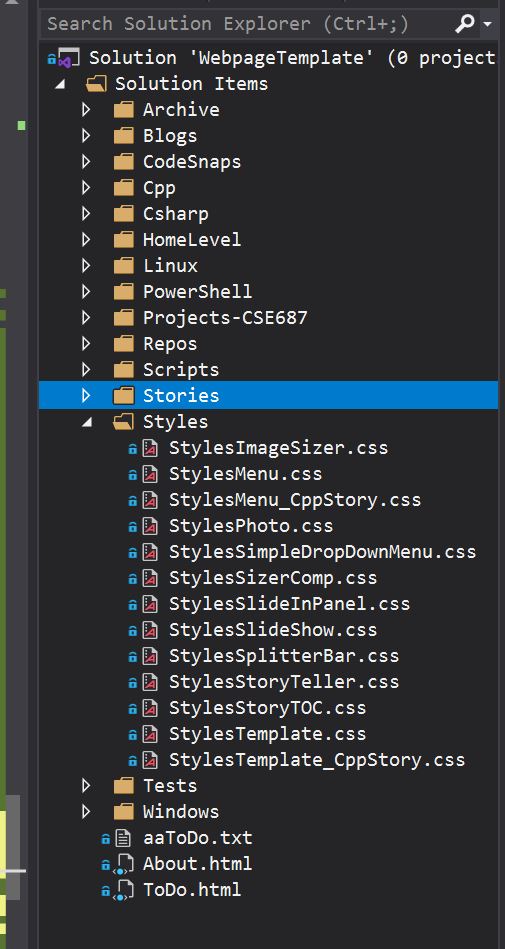 Search Solution Explorer (Ctrl+;)
Solution 'WebpageTemplate' (0 project
Solution Items
Archive
Blogs
CodeSnaps
Cpp
Csharp
HomeLevel
Linux
PowerShell
Projects-CSE687
Repos
Scripts
Stories
Styles
StylesImageSizer.css
StylesMenu.css
StylesMenu_CppStory.css
StylesPhoto.css
StylesSimpleDropDownMenu.css
StylesSizerComp.css
StylesSlideInPanel.css
StylesSlideShow.css
StylesSplitterBar.css
StylesStoryTeller.css
StylesStoryTOC.css
StylesTemplate.css
StylesTemplate_CppStory.css
Tests
Windows
aaToDo.txt
About.html
ToDo.html